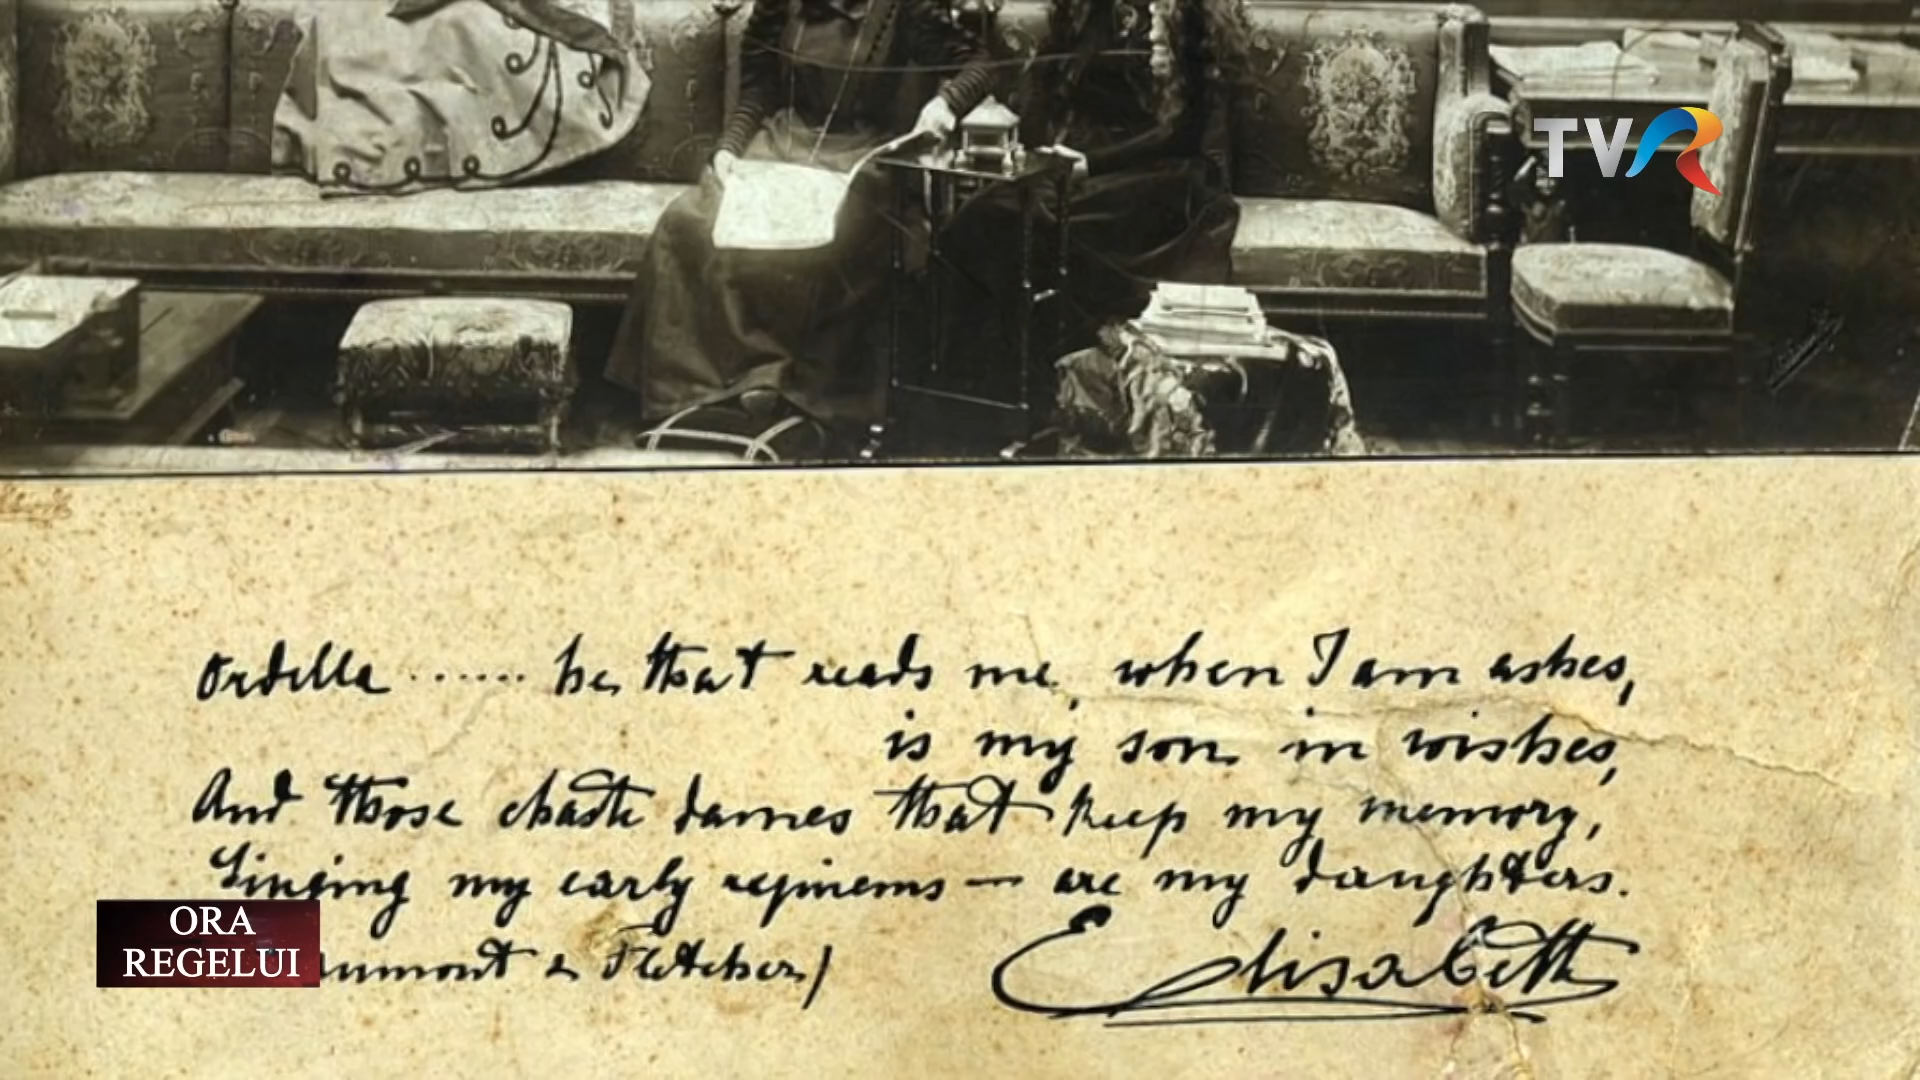 TVR
Ordella ...... he that reads me, when I am ashes,
is my son in wishes,
And those chaste dames that keep my memory,
Singing my early requiems — are my daughters.
ORA
REGELUI
& Fletcher)
Elisabeth